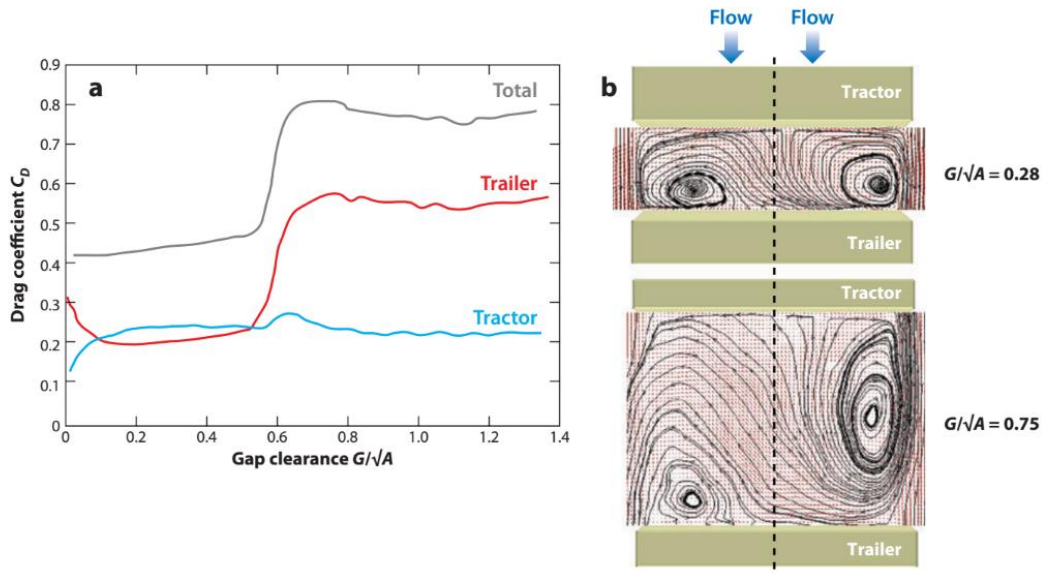 a
Drag coefficient C_D
0.9
0.8
0.7
0.6
0.5
0.4
0.3
0.2
0.1
0
0
0.2
0.4
0.6
0.8
1.0
1.2
1.4
Gap clearance G/√A
Total
Trailer
Tractor
b
Flow
Flow
Tractor
G/√A = 0.28
Trailer
Tractor
G/√A = 0.75
Trailer